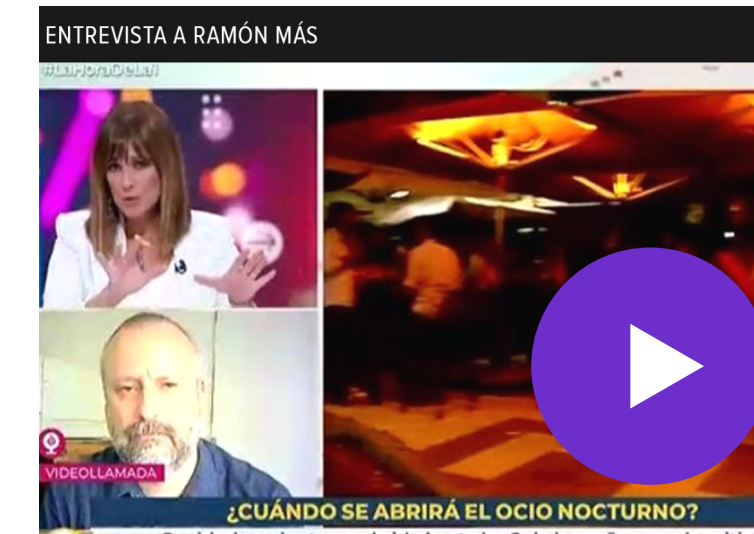 ENTREVISTA A RAMÓN MÁS
#LaHoraDeLa1
VIDEOLLAMADA
¿CUÁNDO SE ABRIRÁ EL OCIO NOCTURNO?